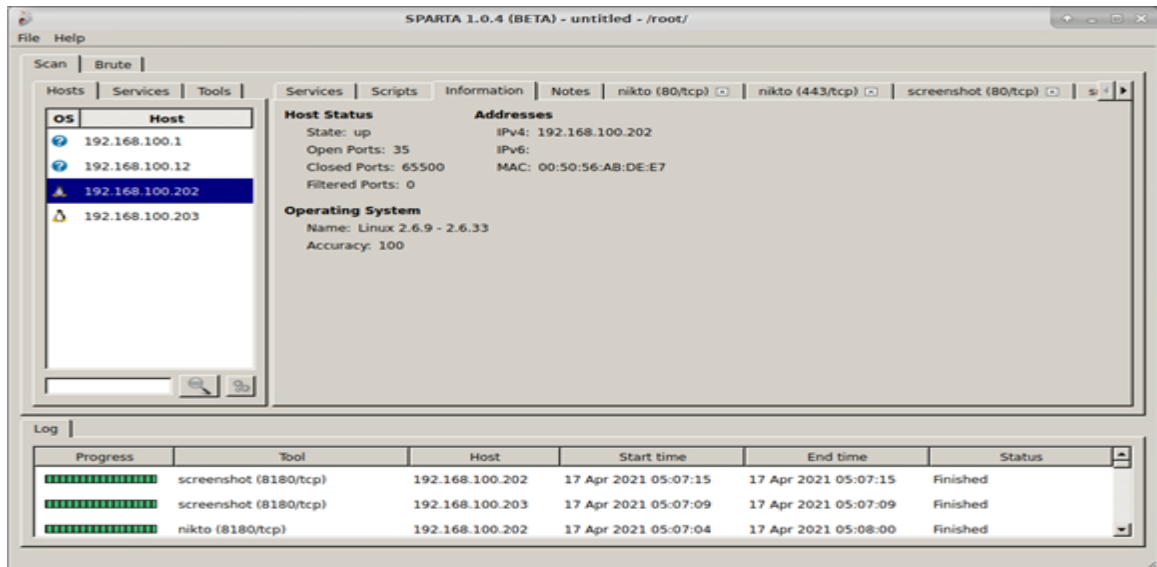 SPARTA 1.0.4 (BETA) - untitled - /root/
File Help
Scan Brute
Hosts Services Tools
OS Host
192.168.100.1
192.168.100.12
192.168.100.202
192.168.100.203
Services Scripts Information Notes nikto (80/tcp) nikto (443/tcp) screenshot (80/tcp)
Host Status
State: up
Open Ports: 35
Closed Ports: 65500
Filtered Ports: 0
Addresses
IPv4: 192.168.100.202
IPv6:
MAC: 00:50:56:AB:DE:E7
Operating System
Name: Linux 2.6.9 - 2.6.33
Accuracy: 100
Log
Progress Tool Host Start time End time Status
screenshot (8180/tcp) 192.168.100.202 17 Apr 2021 05:07:15 17 Apr 2021 05:07:15 Finished
screenshot (8180/tcp) 192.168.100.203 17 Apr 2021 05:07:09 17 Apr 2021 05:07:09 Finished
nikto (8180/tcp) 192.168.100.202 17 Apr 2021 05:07:04 17 Apr 2021 05:08:00 Finished